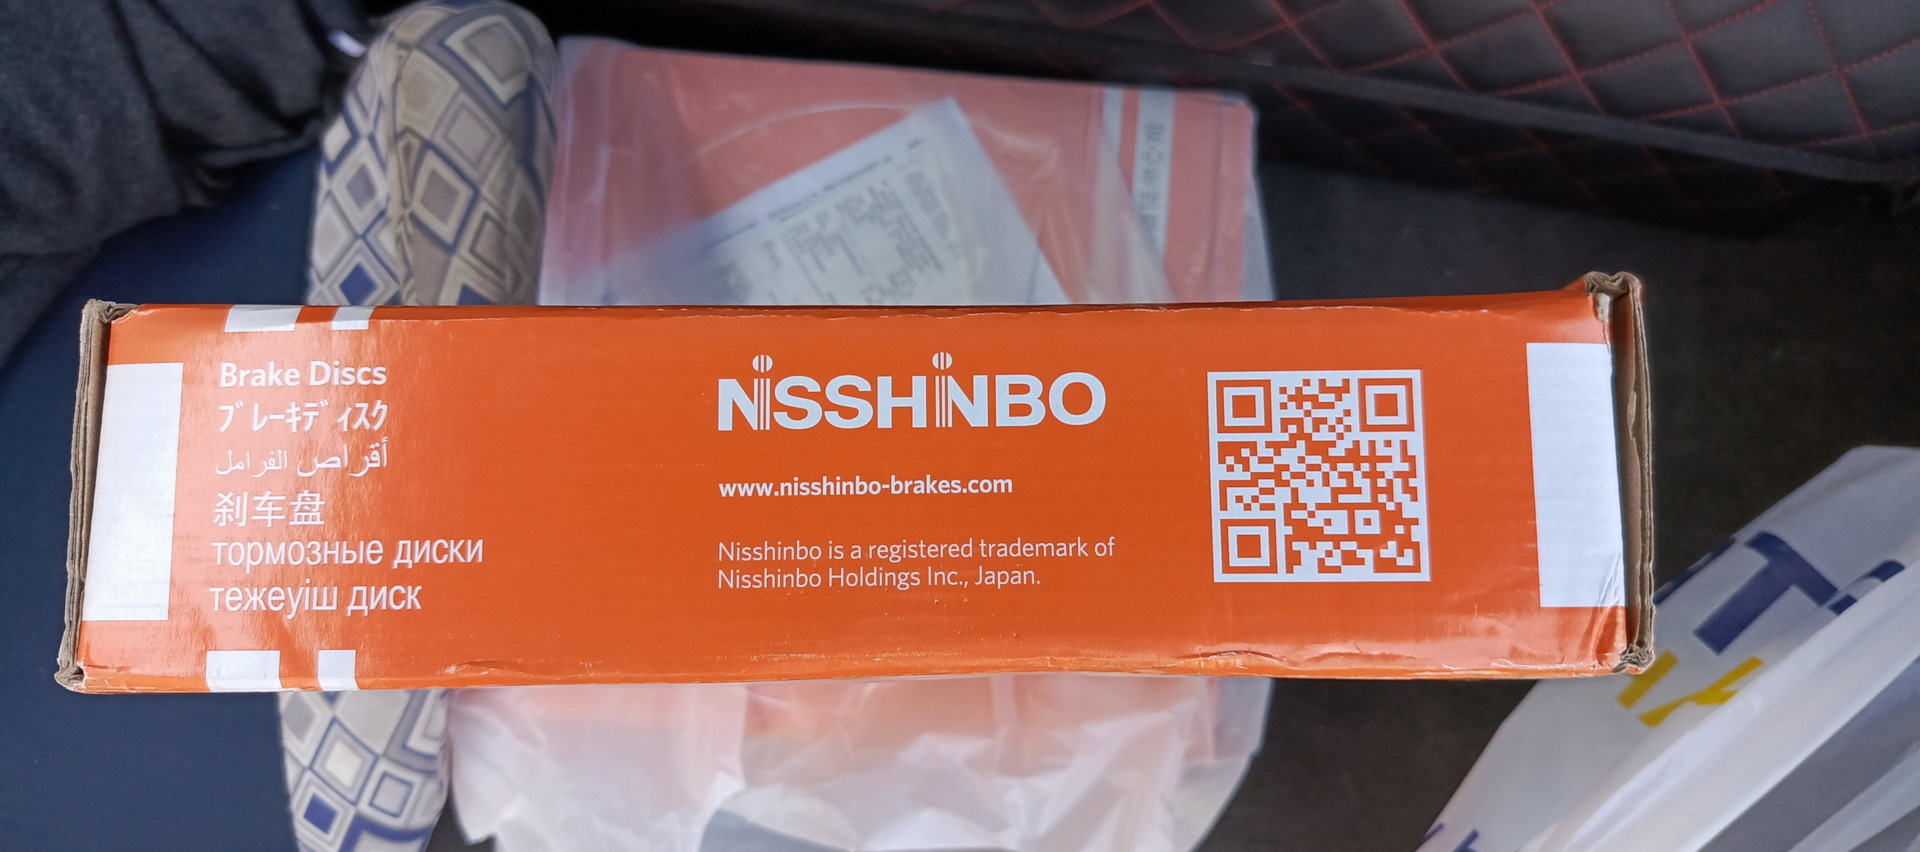 Brake Discs
ブレーキディスク
أقراص الفرامل
刹车盘
тормозные диски
тежеуіш диск
NISSHINBO
www.nisshinbo-brakes.com
Nisshinbo is a registered trademark of
Nisshinbo Holdings Inc., Japan.